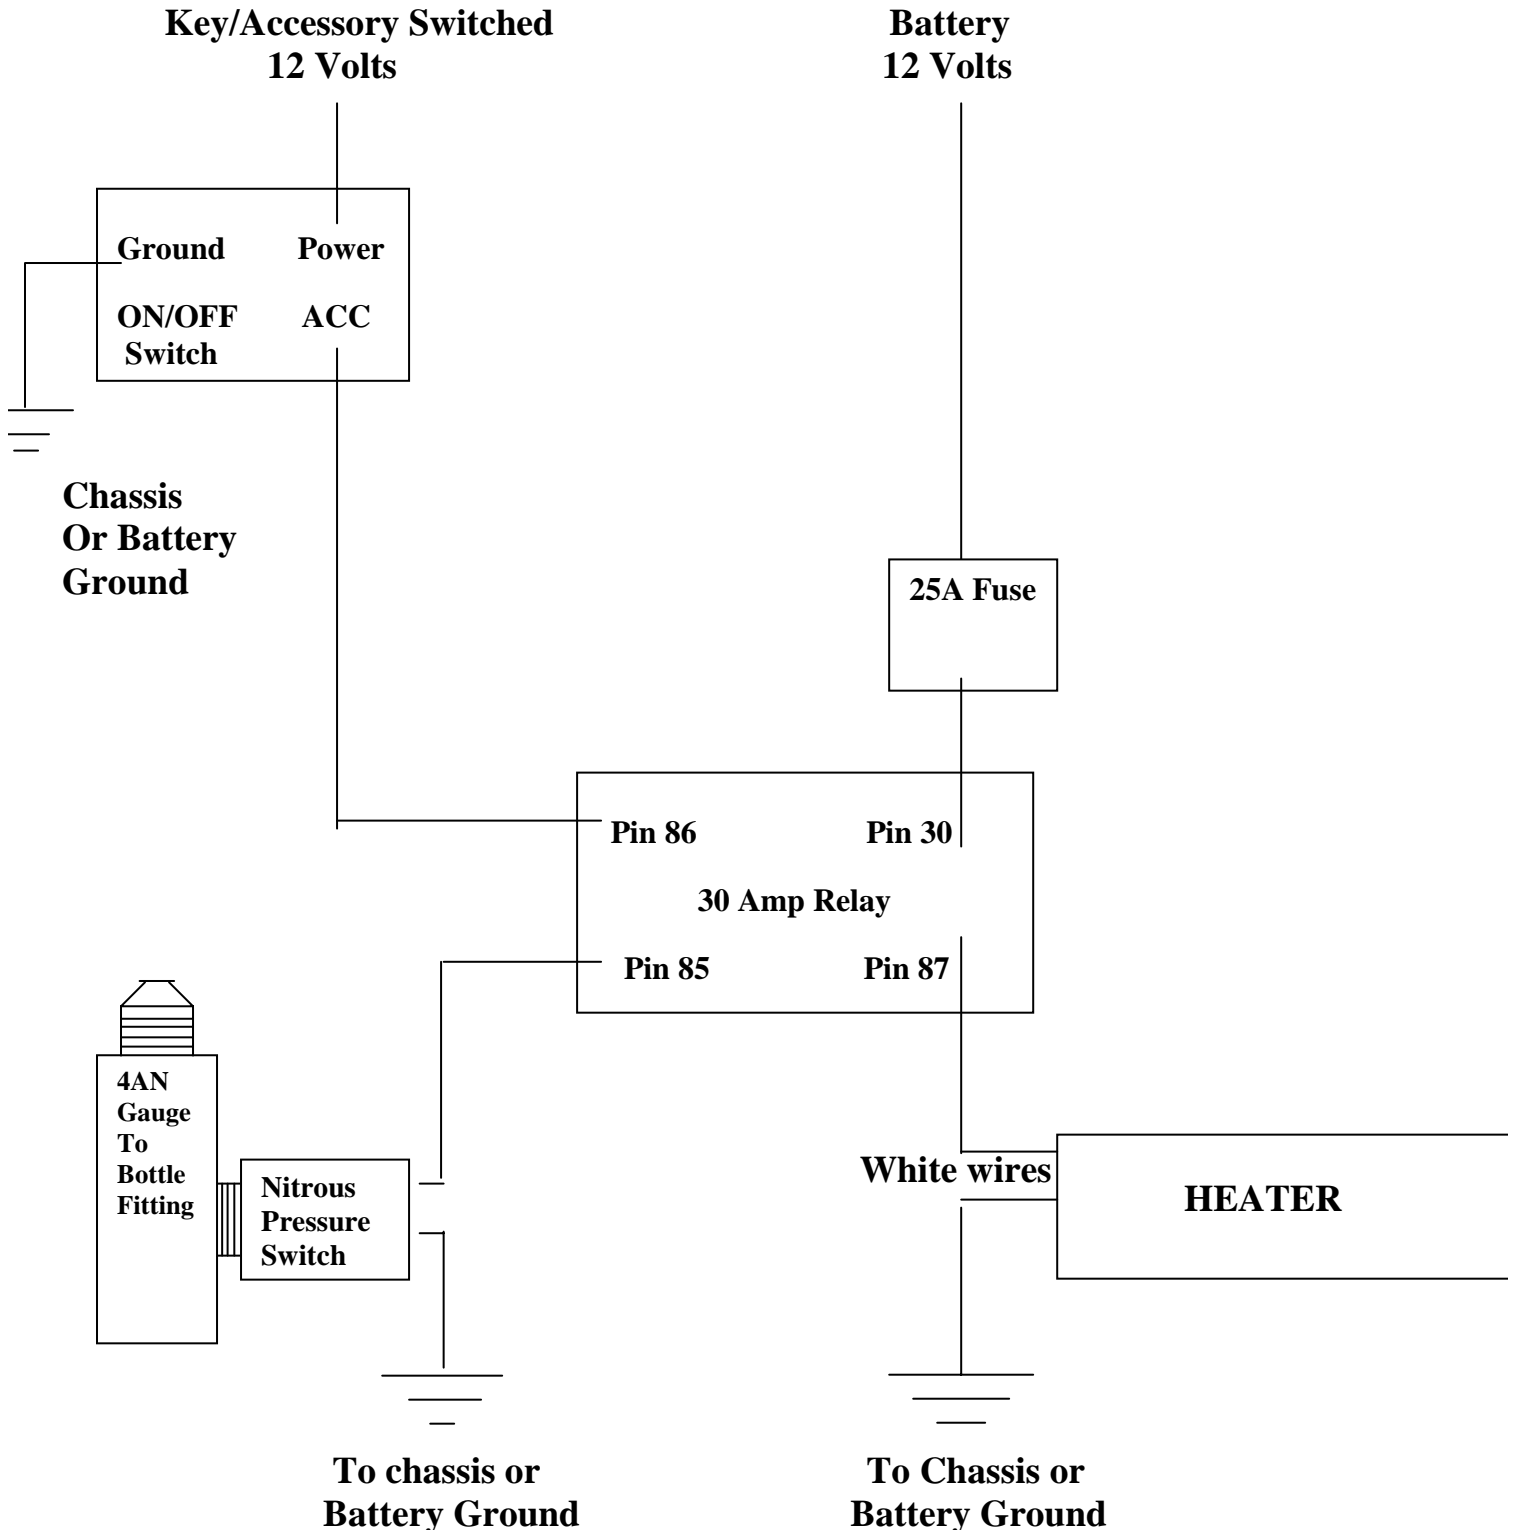 Key/Accessory Switched
12 Volts
Battery
12 Volts
Ground
Power
ON/OFF
Switch
ACC
Chassis
Or Battery
Ground
25A Fuse
Pin 86
Pin 30
30 Amp Relay
Pin 85
Pin 87
4AN
Gauge
To
Bottle
Fitting
Nitrous
Pressure
Switch
White wires
HEATER
To chassis or
Battery Ground
To Chassis or
Battery Ground